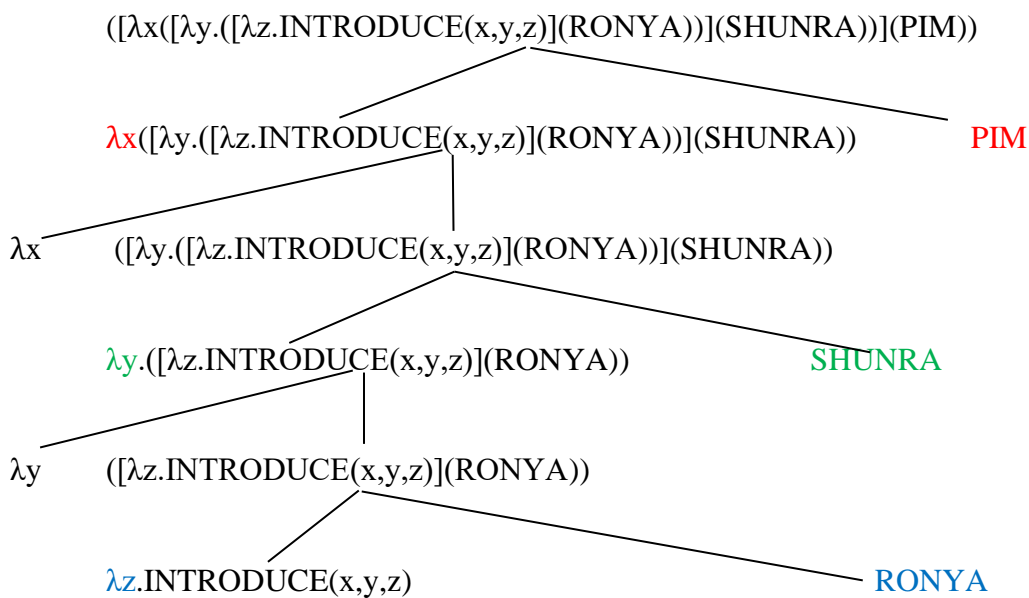 ([λx([λy.([λz.INTRODUCE(x,y,z)](RONYA))](SHUNRA))](PIM))
λx([λy.([λz.INTRODUCE(x,y,z)](RONYA))](SHUNRA)) PIM
λx ([λy.([λz.INTRODUCE(x,y,z)](RONYA))](SHUNRA))
λy.([λz.INTRODUCE(x,y,z)](RONYA)) SHUNRA
λy ([λz.INTRODUCE(x,y,z)](RONYA))
λz.INTRODUCE(x,y,z) RONYA